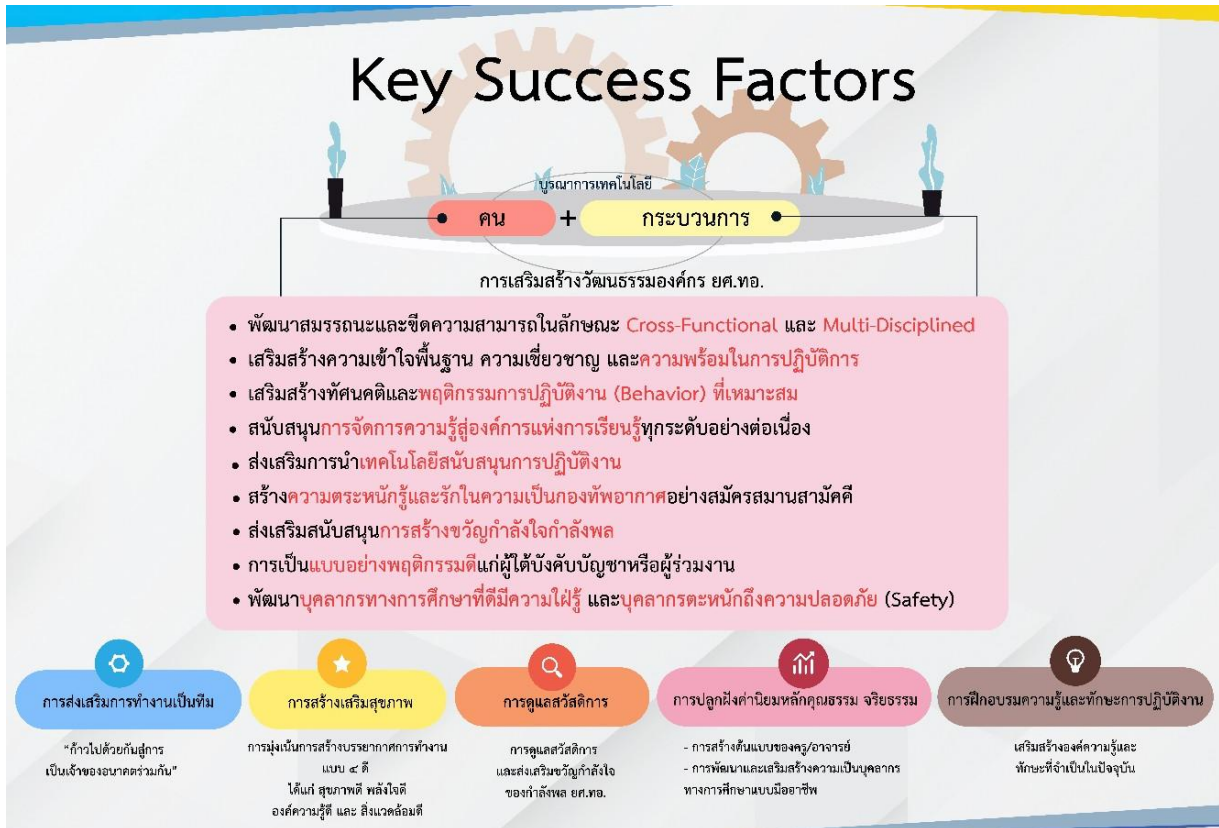 Key Success Factors
บูรณาการเทคโนโลยี
คน + กระบวนการ
การเสริมสร้างวัฒนธรรมองค์กร ยศ.ทอ.
• พัฒนาสมรรถนะและขีดความสามารถในลักษณะ Cross-Functional และ Multi-Disciplined
• เสริมสร้างความเข้าใจพื้นฐาน ความเชี่ยวชาญ และความพร้อมในการปฏิบัติการ
• เสริมสร้างทัศนคติและพฤติกรรมการปฏิบัติงาน (Behavior) ที่เหมาะสม
• สนับสนุนการจัดการความรู้สู่องค์การแห่งการเรียนรู้ทุกระดับอย่างต่อเนื่อง
• ส่งเสริมการนำเทคโนโลยีสนับสนุนการปฏิบัติงาน
• สร้างความตระหนักรู้และรักในความเป็นกองทัพอากาศอย่างสมัครสมานสามัคคี
• ส่งเสริมสนับสนุนการสร้างขวัญกำลังใจกำลังพล
• การเป็นแบบอย่างพฤติกรรมดีแก่ผู้ใต้บังคับบัญชาหรือผู้ร่วมงาน
• พัฒนาบุคลากรทางการศึกษาที่ดีมีความใฝ่รู้ และบุคลากรตะหนักถึงความปลอดภัย (Safety)
การส่งเสริมการทำงานเป็นทีม
"ก้าวไปด้วยกันสู่การ
เป็นเจ้าของอนาคตร่วมกัน"
การสร้างเสริมสุขภาพ
การมุ่งเน้นการสร้างบรรยากาศการทำงาน
แบบ ๔ ดี
ได้แก่ สุขภาพดี พลังใจดี
องค์ความรู้ดี และ สิ่งแวดล้อมดี
การดูแลสวัสดิการ
การดูแลสวัสดิการ
และส่งเสริมขวัญกำลังใจ
ของกำลังพล ยศ.ทอ.
การปลูกฝังค่านิยมหลักคุณธรรม จริยธรรม
- การสร้างต้นแบบของครู/อาจารย์
- การพัฒนาและเสริมสร้างความเป็นบุคลากร
ทางการศึกษาแบบมืออาชีพ
การฝึกอบรมความรู้และทักษะการปฏิบัติงาน
เสริมสร้างองค์ความรู้และ
ทักษะที่จำเป็นในปัจจุบัน